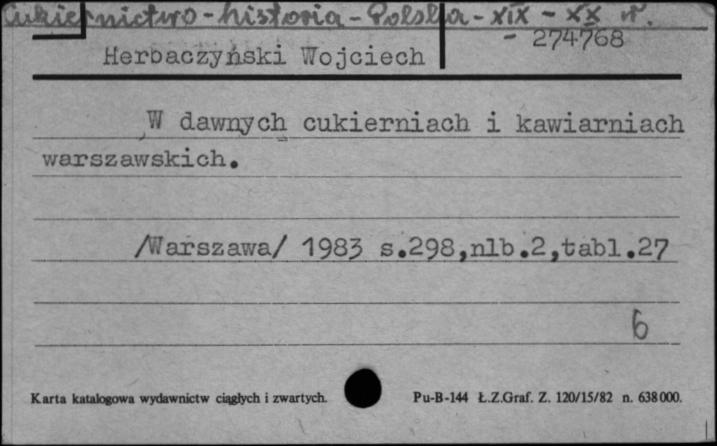 Cukiernictwo - historia - Polska - XIX - XX w.
- 274768
Herbaczyński Wojciech
W dawnych cukierniach i kawiarniach
warszawskich.
/Warszawa/ 1983 s.298,nlb.2,tabl.27
6
Karta katalogowa wydawnictw ciągłych i zwartych. Pu-B-144 Ł.Z.Graf. Z. 120/15/82 n. 638000.